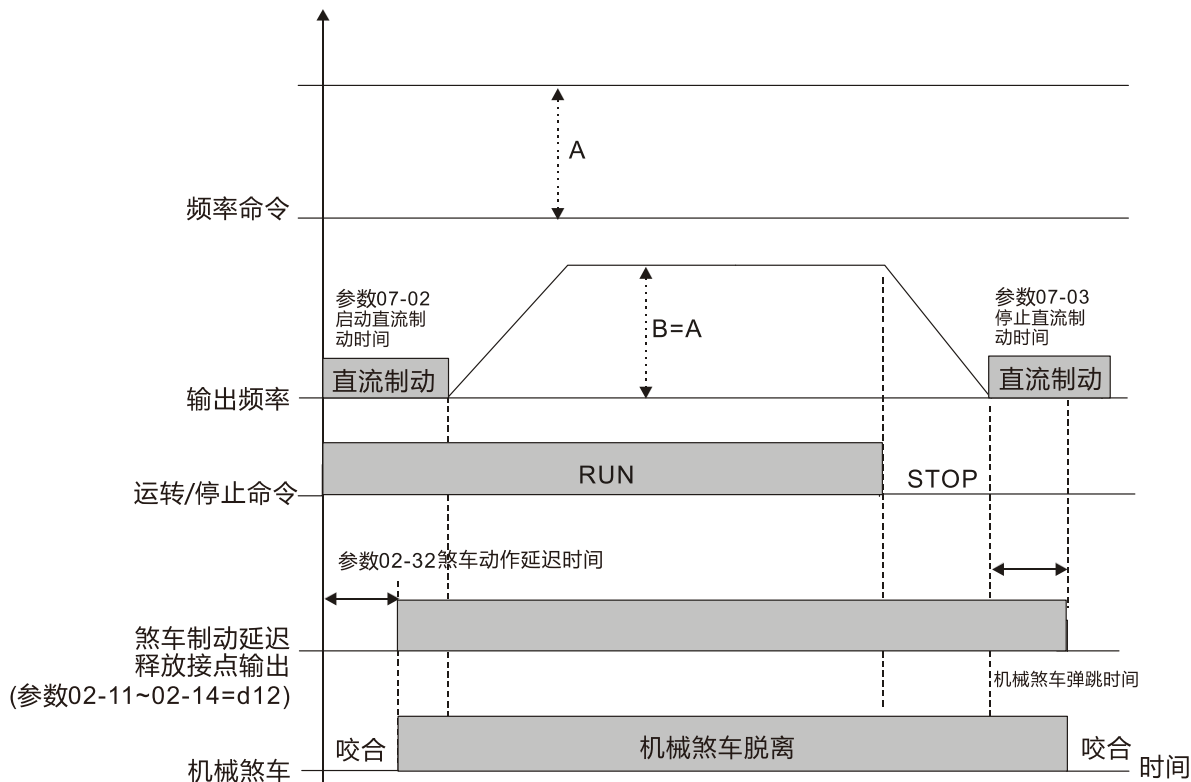 A
频率命令
参数07-02
启动直流制
动时间
参数07-03
停止直流制
动时间
B=A
直流制动
直流制动
输出频率
RUN
STOP
运转/停止命令
参数02-32煞车动作延迟时间
煞车制动延迟
释放接点输出
(参数02-11~02-14=d12)
机械煞车弹跳时间
咬合
机械煞车脱离
咬合
机械煞车
时间